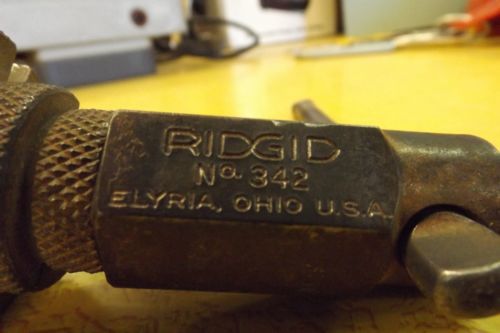 RIDGID
No. 342
ELYRIA, OHIO U.S.A.